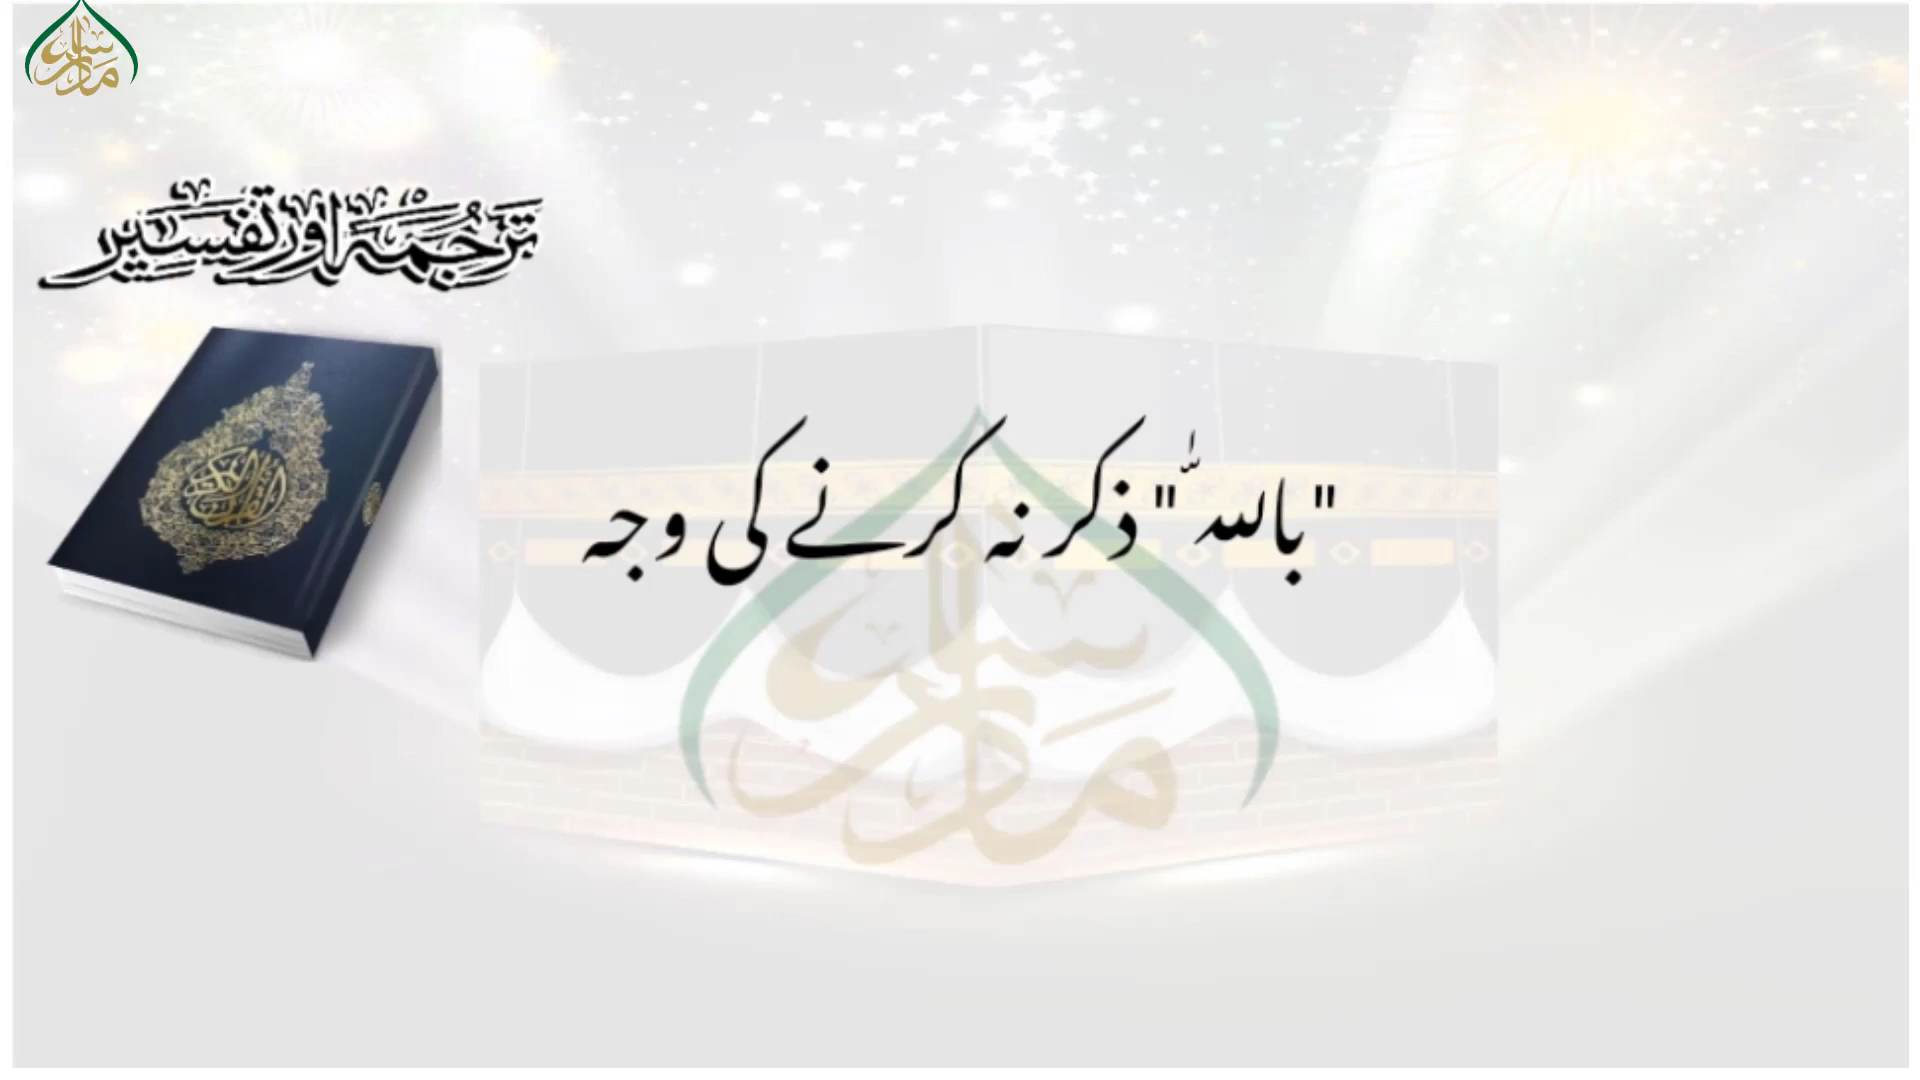 ترجمہ اور تفسیر
"باللہ" ذکر نہ کرنے کی وجہ